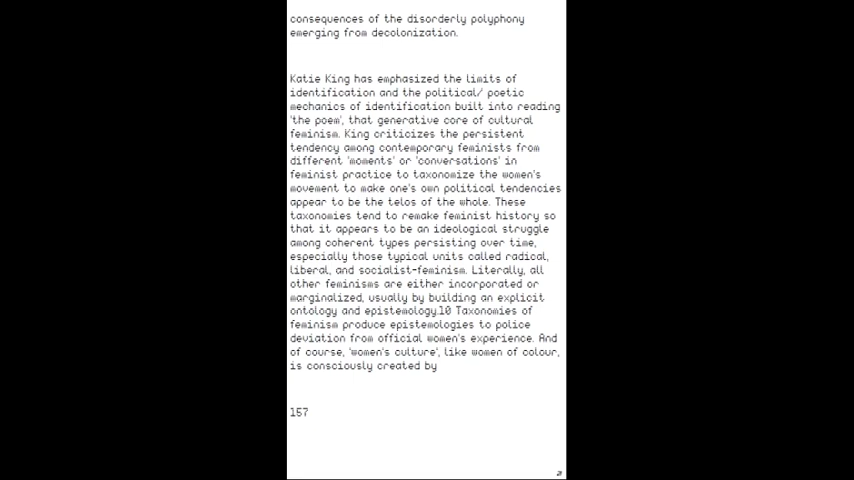 consequences of the disorderly polyphony
emerging from decolonization.
Katie King has emphasized the limits of
identification and the political/ poetic
mechanics of identification built into reading
'the poem', that generative core of cultural
feminism. King criticizes the persistent
tendency among contemporary feminists from
different 'moments' or 'conversations' in
feminist practice to taxonomize the women's
movement to make one's own political tendencies
appear to be the telos of the whole. These
taxonomies tend to remake feminist history so
that it appears to be an ideological struggle
among coherent types persisting over time,
especially those typical units called radical,
liberal, and socialist-feminism. Literally, all
other feminisms are either incorporated or
marginalized, usually by building an explicit
ontology and epistemology.10 Taxonomies of
feminism produce epistemologies to police
deviation from official women's experience. And
of course, 'women's culture', like women of colour,
is consciously created by
157